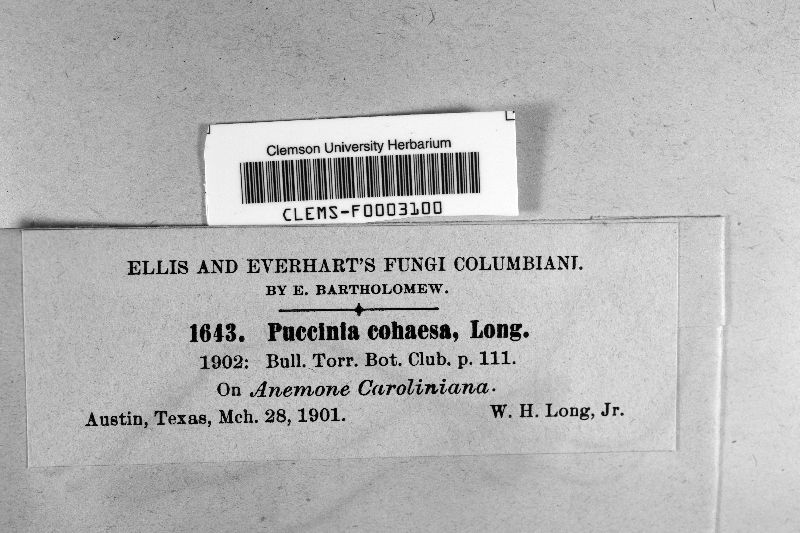 Clemson University Herbarium
CLEMS-F0003100
ELLIS AND EVERHART'S FUNGI COLUMBIANI.
BY E. BARTHOLOMEW.
1643. Puccinia cohaesa, Long.
1902: Bull. Torr. Bot. Club. p. 111.
On Anemone Caroliniana.
Austin, Texas, Mch. 28, 1901. W. H. Long, Jr.